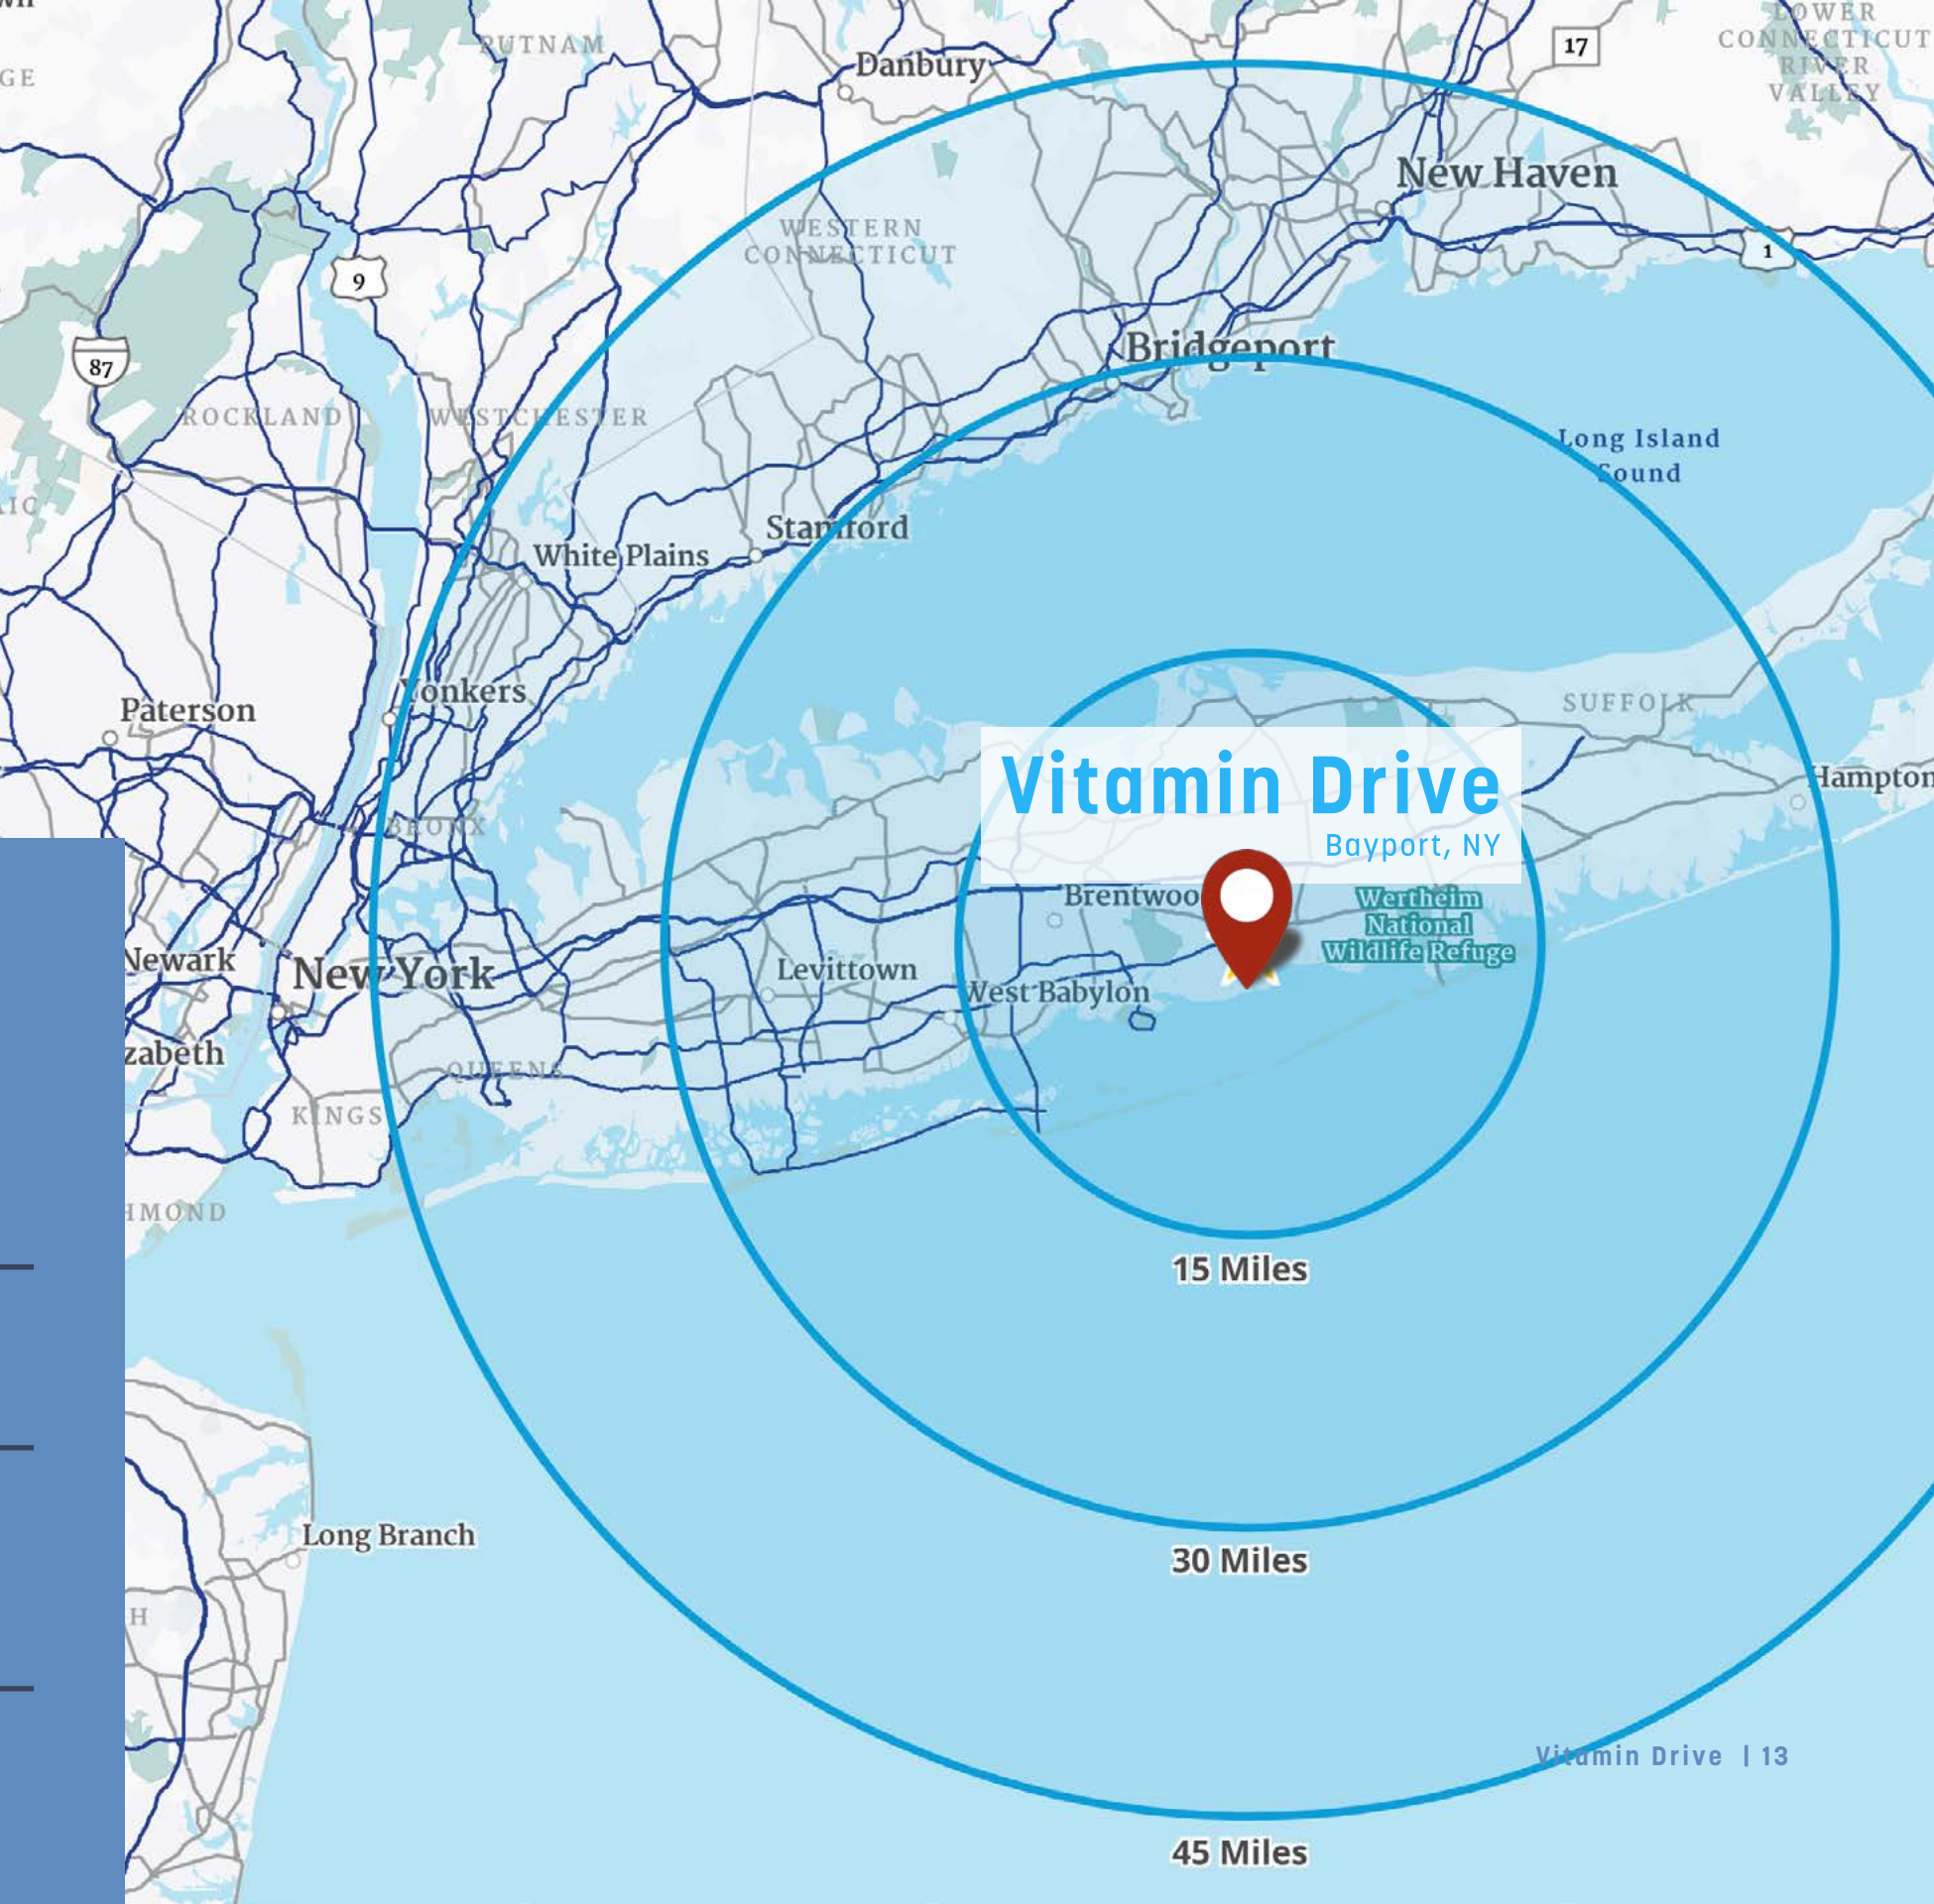 PUTNAM
Danbury
17
LOWER
CONNECTICUT
RIVER
VALLEY
GE
New Haven
WESTERN
CONNECTICUT
1
9
87
Bridgeport
ROCKLAND
WESTCHESTER
Long Island
Sound
AIC
Stamford
White Plains
Yonkers
Paterson
SUFFOLK
Vitamin Drive
Bayport, NY
Hampton
BRONX
Brentwoo
Wertheim
National
Wildlife Refuge
Newark
New York
Levittown
West Babylon
zabeth
QUEENS
KINGS
HMOND
15 Miles
Long Branch
30 Miles
H
Vitamin Drive | 13
45 Miles